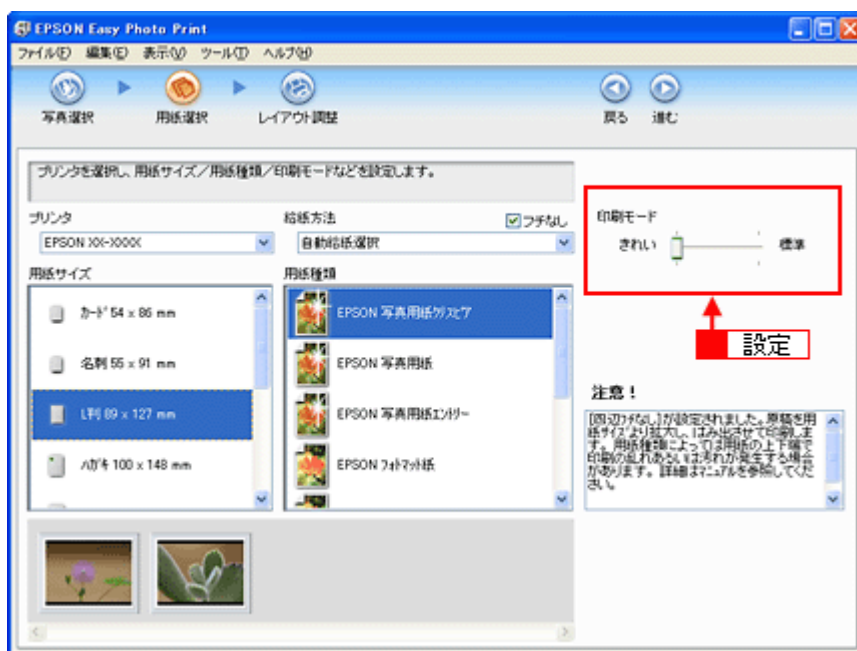 EPSON Easy Photo Print
ファイル(F) 編集(E) 表示(V) ツール(T) ヘルプ(H)
写真選択 用紙選択 レイアウト調整 戻る 進む
プリンタを選択し、用紙サイズ/用紙種類/印刷モードなどを設定します。
プリンタ
EPSON XX-XXXX
給紙方法
フチなし
自動給紙選択
用紙サイズ
カード 54 x 86 mm
名刺 55 x 91 mm
L判 89 x 127 mm
ハガキ 100 x 148 mm
用紙種類
EPSON 写真用紙クリスピア
EPSON 写真用紙
EPSON 写真用紙エントリー
EPSON フォトマット紙
印刷モード
きれい 標準
設定
注意!
[四辺フチなし]が設定されました。原稿を用
紙サイズより拡大し、はみ出させて印刷しま
す。用紙種類によっては用紙の上下端で
印刷の乱れあるいは汚れが発生する場合
があります。詳細はマニュアルを参照してくだ
さい。